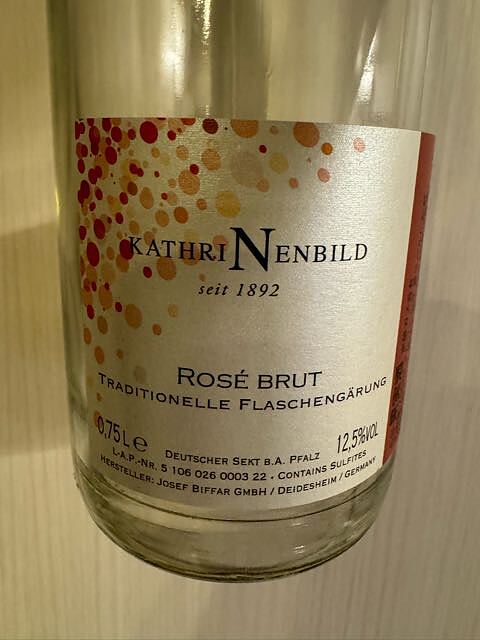 KATHRINENBILD
seit 1892
ROSÉ BRUT
TRADITIONELLE FLASCHENGÄRUNG
0,75 L e
12,5%VOL
DEUTSCHER SEKT B.A. PFALZ
L-A.P.-NR. 5 106 026 0003 22 • CONTAINS SULFITES
HERSTELLER: JOSEF BIFFAR GMBH / DEIDESHEIM / GERMANY